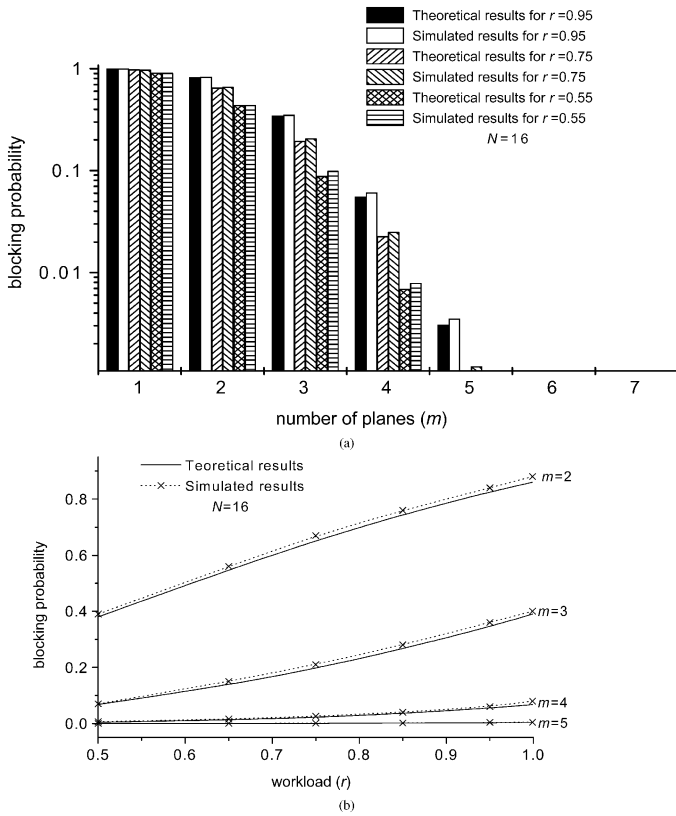 Theoretical results for r=0.95
Simulated results for r=0.95
Theoretical results for r=0.75
Simulated results for r=0.75
Theoretical results for r=0.55
Simulated results for r=0.55
N=16
1
0.1
0.01
blocking probability
1 2 3 4 5 6 7
number of planes (m)
(a)
Teoretical results
Simulated results
N=16
m=2
m=3
m=4
m=5
0.8
0.6
0.4
0.2
0.0
blocking probability
0.5 0.6 0.7 0.8 0.9 1.0
workload (r)
(b)